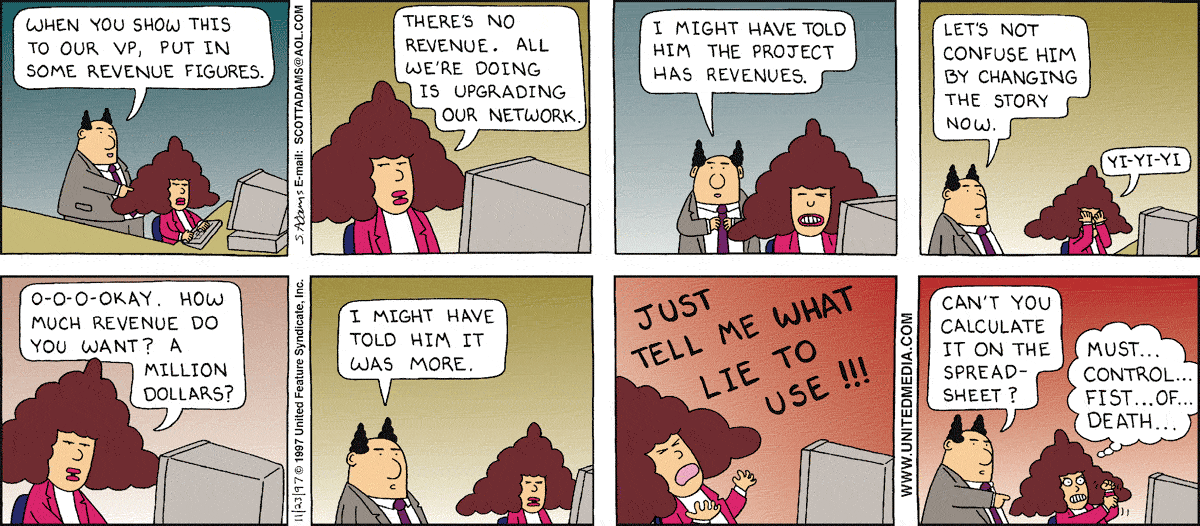 WHEN YOU SHOW THIS
TO OUR VP, PUT IN
SOME REVENUE FIGURES.
S. Adams E-mail: SCOTTADAMS@AOL.COM
THERE'S NO
REVENUE. ALL
WE'RE DOING
IS UPGRADING
OUR NETWORK.
I MIGHT HAVE TOLD
HIM THE PROJECT
HAS REVENUES.
LET'S NOT
CONFUSE HIM
BY CHANGING
THE STORY
NOW.
YI-YI-YI
O-O-O-OKAY. HOW
MUCH REVENUE DO
YOU WANT? A
MILLION
DOLLARS?
11/23/97 © 1997 United Feature Syndicate, Inc.
I MIGHT HAVE
TOLD HIM IT
WAS MORE.
JUST
TELL ME WHAT
LIE TO
USE!!!
WWW.UNITEDMEDIA.COM
CAN'T YOU
CALCULATE
IT ON THE
SPREAD-
SHEET?
MUST...
CONTROL...
FIST...OF...
DEATH...